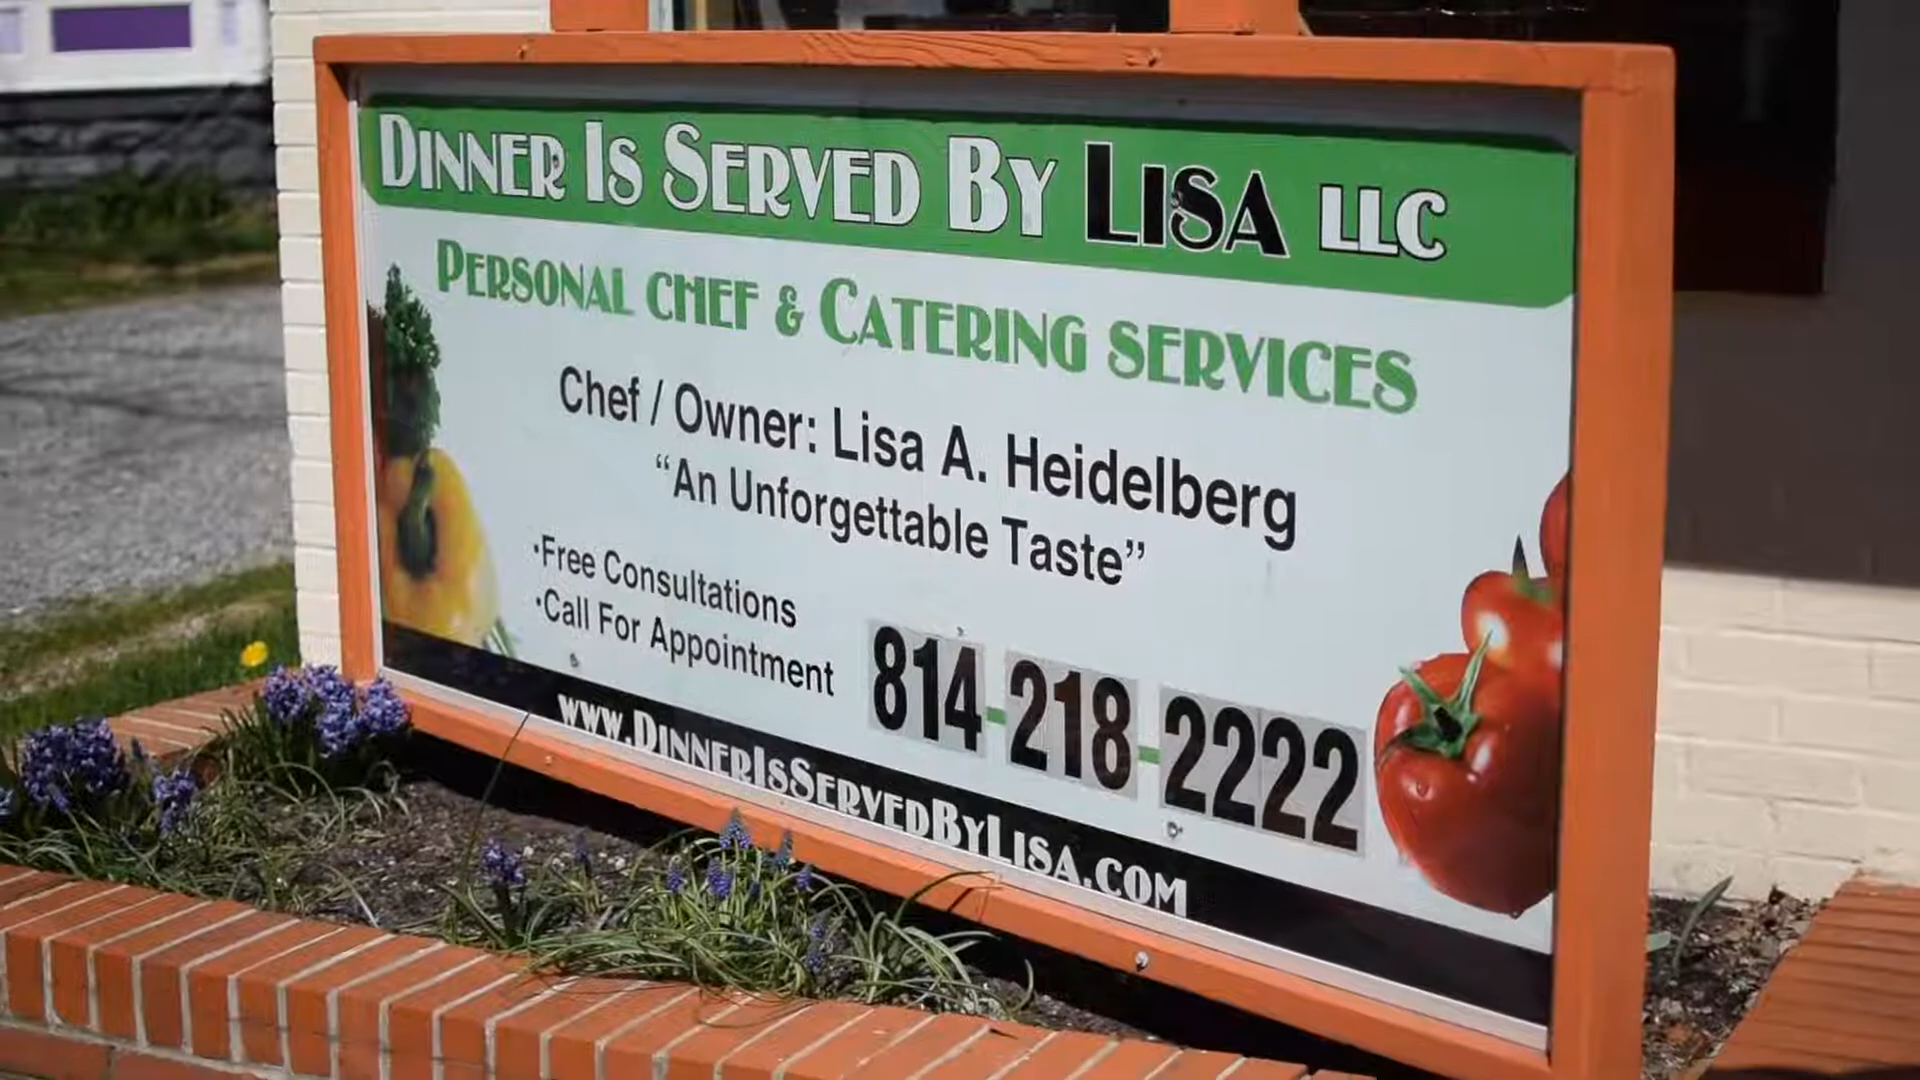 DINNER IS SERVED BY LISA LLC
PERSONAL CHEF & CATERING SERVICES
Chef / Owner: Lisa A. Heidelberg
“An Unforgettable Taste”
·Free Consultations
·Call For Appointment
814-218-2222
WWW.DINNERISSERVEDBYLISA.COM